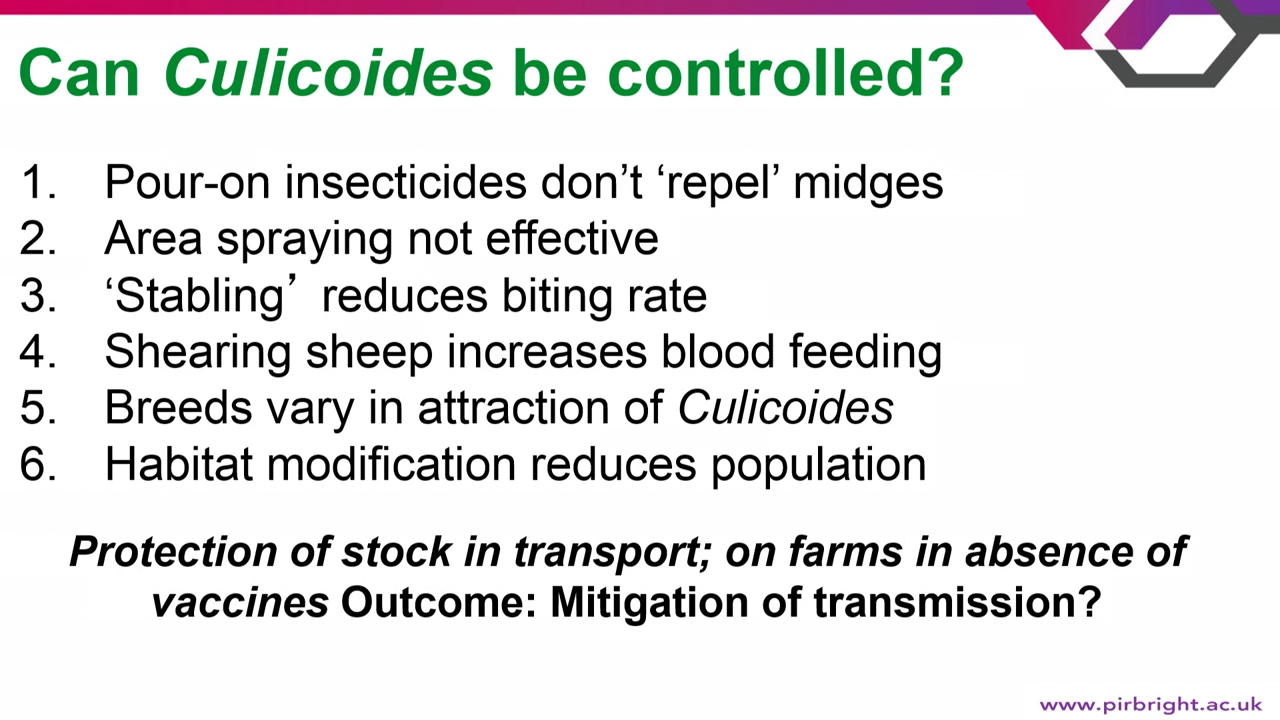 Can Culicoides be controlled?
1. Pour-on insecticides don’t ‘repel’ midges
2. Area spraying not effective
3. ‘Stabling’ reduces biting rate
4. Shearing sheep increases blood feeding
5. Breeds vary in attraction of Culicoides
6. Habitat modification reduces population
Protection of stock in transport; on farms in absence of
vaccines Outcome: Mitigation of transmission?
www.pirbright.ac.uk